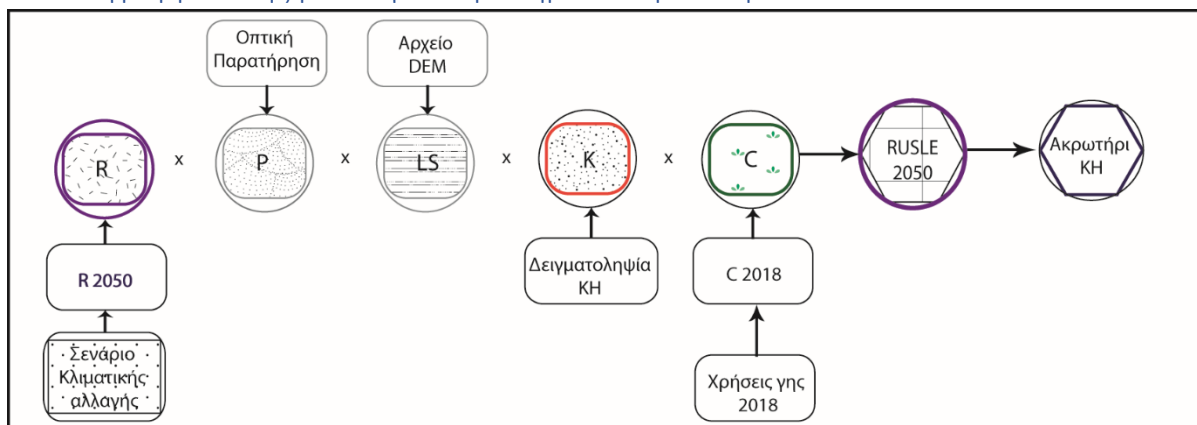 Οπτική
Παρατήρηση
Αρχείο
DEM
R
x
P
x
LS
x
K
x
C
RUSLE
2050
Ακρωτήρι
ΚΗ
R 2050
Δειγματοληψία
ΚΗ
C 2018
Σενάριο
Κλιματικής
αλλαγής
Χρήσεις γης
2018